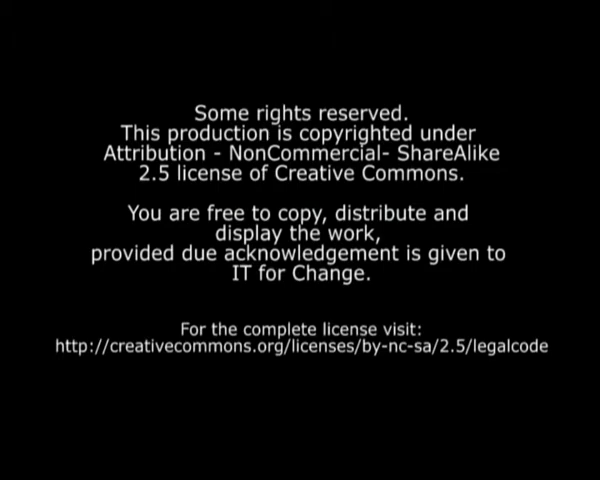 Some rights reserved.
This production is copyrighted under
Attribution - NonCommercial- ShareAlike
2.5 license of Creative Commons.
You are free to copy, distribute and
display the work,
provided due acknowledgement is given to
IT for Change.
For the complete license visit:
http://creativecommons.org/licenses/by-nc-sa/2.5/legalcode